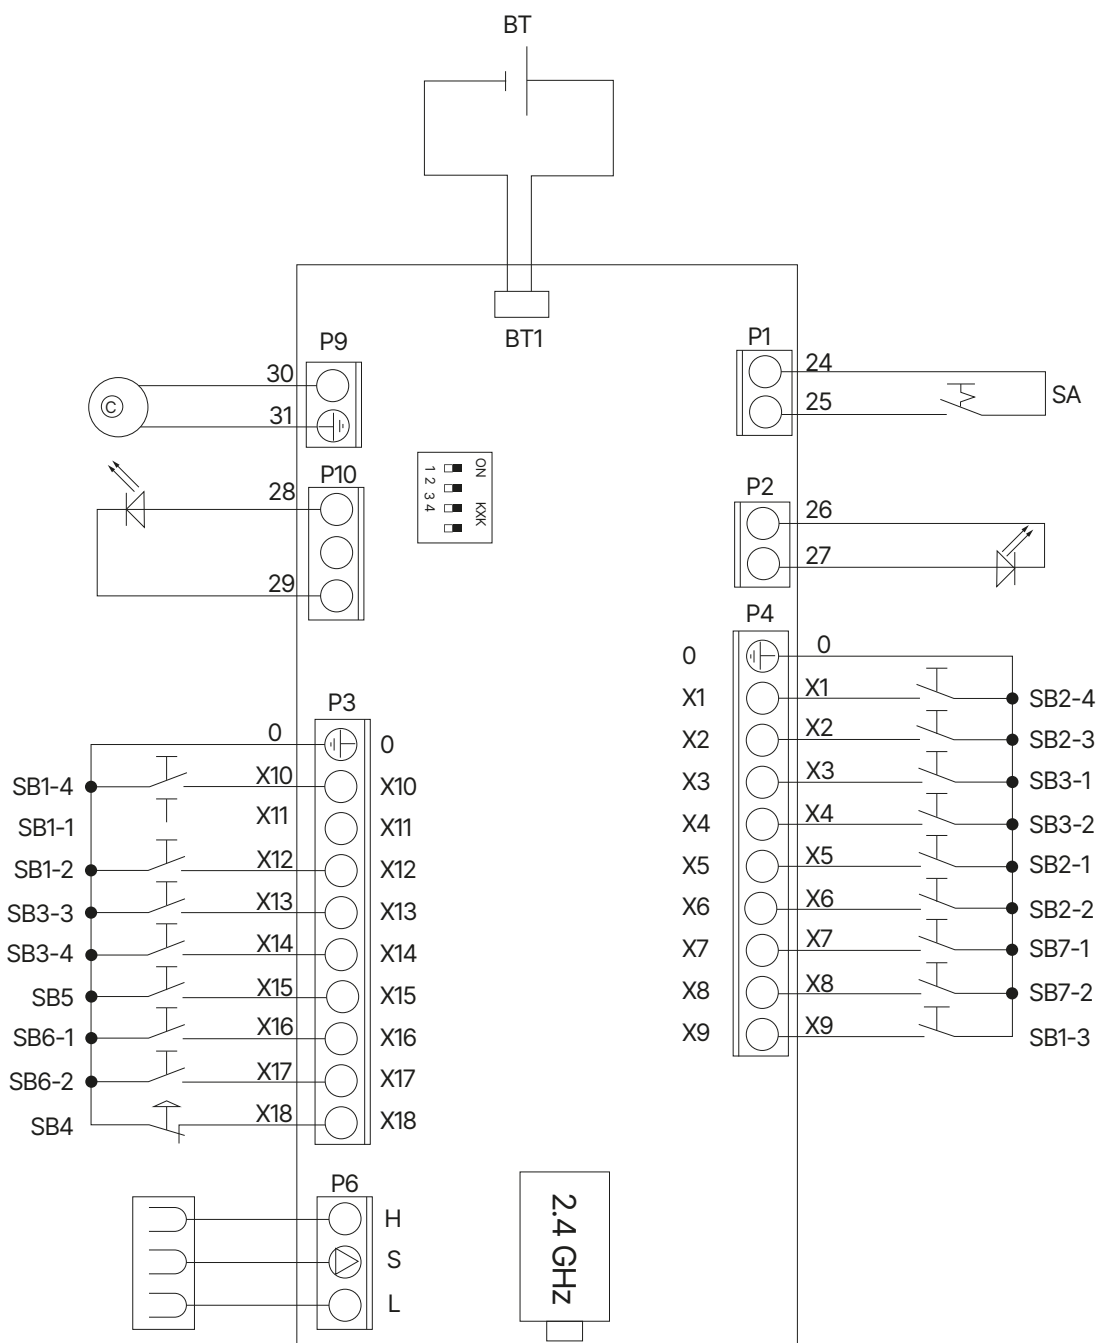 BT
BT1
P9
30
31
C
P10
28
29
ON
KXK
1 2 3 4
P1
24
25
SA
P2
26
27
P4
0 0
X1 X1 SB2-4
X2 X2 SB2-3
X3 X3 SB3-1
X4 X4 SB3-2
X5 X5 SB2-1
X6 X6 SB2-2
X7 X7 SB7-1
X8 X8 SB7-2
X9 X9 SB1-3
P3
0 0
SB1-4 X10 X10
SB1-1 X11 X11
SB1-2 X12 X12
SB3-3 X13 X13
SB3-4 X14 X14
SB5 X15 X15
SB6-1 X16 X16
SB6-2 X17 X17
SB4 X18 X18
P6
H
S
L
2.4 GHz